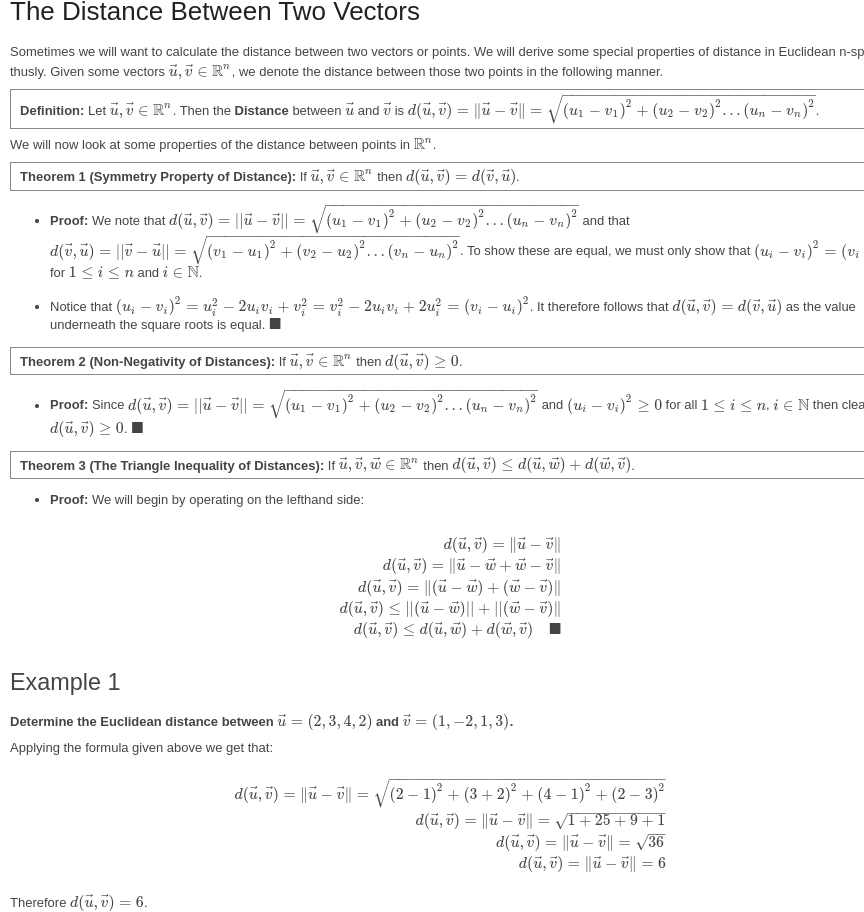 The Distance Between Two Vectors
Sometimes we will want to calculate the distance between two vectors or points. We will derive some special properties of distance in Euclidean n-sp
thusly. Given some vectors $\vec{u}, \vec{v} \in \mathbb{R}^n$, we denote the distance between those two points in the following manner.
Definition: Let $\vec{u}, \vec{v} \in \mathbb{R}^n$. Then the Distance between $\vec{u}$ and $\vec{v}$ is $d(\vec{u}, \vec{v}) = \|\vec{u} - \vec{v}\| = \sqrt{(u_1 - v_1)^2 + (u_2 - v_2)^2 \ldots (u_n - v_n)^2}$.
We will now look at some properties of the distance between points in $\mathbb{R}^n$.
Theorem 1 (Symmetry Property of Distance): If $\vec{u}, \vec{v} \in \mathbb{R}^n$ then $d(\vec{u}, \vec{v}) = d(\vec{v}, \vec{u})$.
• Proof: We note that $d(\vec{u}, \vec{v}) = ||\vec{u} - \vec{v}|| = \sqrt{(u_1 - v_1)^2 + (u_2 - v_2)^2 \ldots (u_n - v_n)^2}$ and that
$d(\vec{v}, \vec{u}) = ||\vec{v} - \vec{u}|| = \sqrt{(v_1 - u_1)^2 + (v_2 - u_2)^2 \ldots (v_n - u_n)^2}$. To show these are equal, we must only show that $(u_i - v_i)^2 = (v_i$
for $1 \leq i \leq n$ and $i \in \mathbb{N}$.
• Notice that $(u_i - v_i)^2 = u_i^2 - 2u_iv_i + v_i^2 = v_i^2 - 2u_iv_i + 2u_i^2 = (v_i - u_i)^2$. It therefore follows that $d(\vec{u}, \vec{v}) = d(\vec{v}, \vec{u})$ as the value
underneath the square roots is equal. ■
Theorem 2 (Non-Negativity of Distances): If $\vec{u}, \vec{v} \in \mathbb{R}^n$ then $d(\vec{u}, \vec{v}) \geq 0$.
• Proof: Since $d(\vec{u}, \vec{v}) = ||\vec{u} - \vec{v}|| = \sqrt{(u_1 - v_1)^2 + (u_2 - v_2)^2 \ldots (u_n - v_n)^2}$ and $(u_i - v_i)^2 \geq 0$ for all $1 \leq i \leq n$, $i \in \mathbb{N}$ then clea
$d(\vec{u}, \vec{v}) \geq 0$. ■
Theorem 3 (The Triangle Inequality of Distances): If $\vec{u}, \vec{v}, \vec{w} \in \mathbb{R}^n$ then $d(\vec{u}, \vec{v}) \leq d(\vec{u}, \vec{w}) + d(\vec{w}, \vec{v})$.
• Proof: We will begin by operating on the lefthand side:
$d(\vec{u}, \vec{v}) = \|\vec{u} - \vec{v}\|$
$d(\vec{u}, \vec{v}) = \|\vec{u} - \vec{w} + \vec{w} - \vec{v}\|$
$d(\vec{u}, \vec{v}) = \|(\vec{u} - \vec{w}) + (\vec{w} - \vec{v})\|$
$d(\vec{u}, \vec{v}) \leq ||(\vec{u} - \vec{w})|| + ||(\vec{w} - \vec{v})\|$
$d(\vec{u}, \vec{v}) \leq d(\vec{u}, \vec{w}) + d(\vec{w}, \vec{v})$ ■
Example 1
Determine the Euclidean distance between $\vec{u} = (2, 3, 4, 2)$ and $\vec{v} = (1, -2, 1, 3)$.
Applying the formula given above we get that:
$d(\vec{u}, \vec{v}) = \|\vec{u} - \vec{v}\| = \sqrt{(2 - 1)^2 + (3 + 2)^2 + (4 - 1)^2 + (2 - 3)^2}$
$d(\vec{u}, \vec{v}) = \|\vec{u} - \vec{v}\| = \sqrt{1 + 25 + 9 + 1}$
$d(\vec{u}, \vec{v}) = \|\vec{u} - \vec{v}\| = \sqrt{36}$
$d(\vec{u}, \vec{v}) = \|\vec{u} - \vec{v}\| = 6$
Therefore $d(\vec{u}, \vec{v}) = 6$.